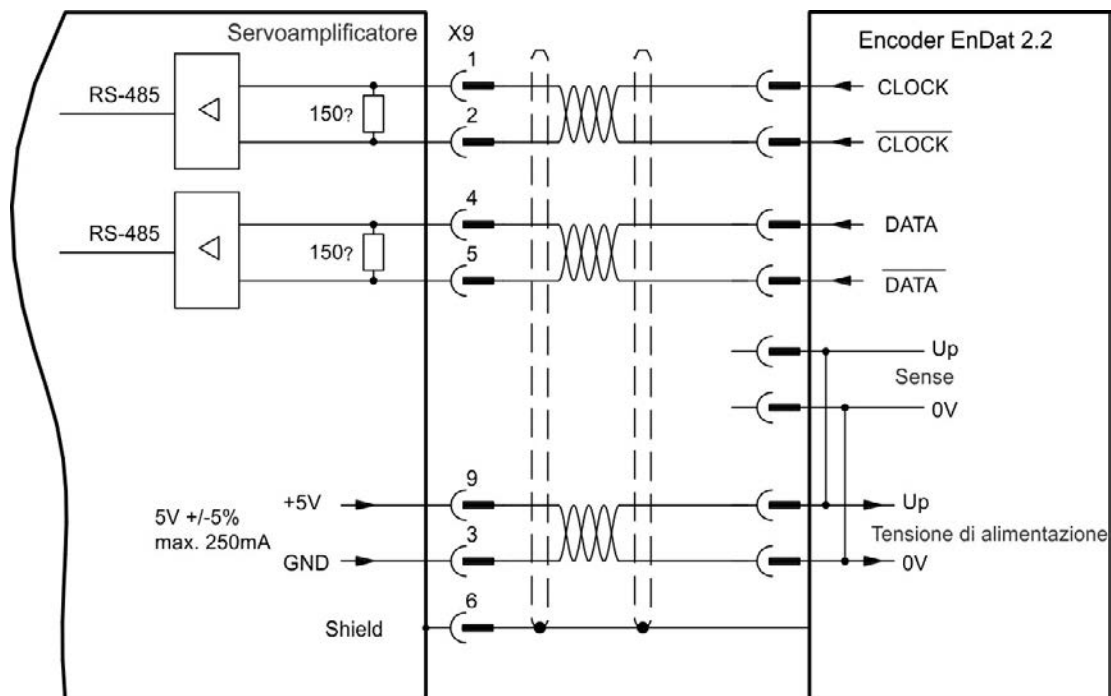 Servoamplificatore
X9
Encoder EnDat 2.2
1
CLOCK
RS-485
150?
2
CLOCK
4
DATA
RS-485
150?
5
DATA
Up
Sense
0V
9
+5V
Up
5V +/-5%
max. 250mA
Tensione di alimentazione
3
GND
0V
6
Shield